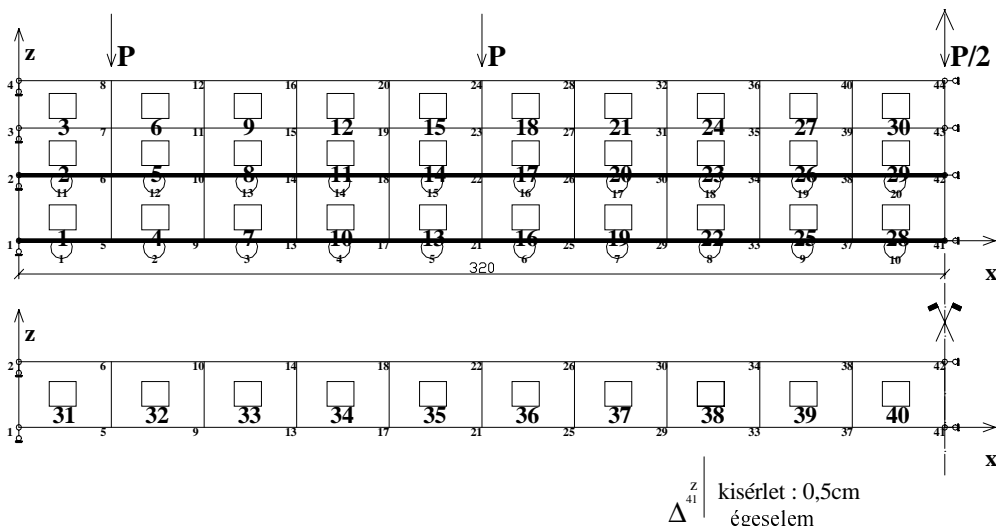 P P P/2
z
4 8 12 16 20 24 28 32 36 40 44
3 6 9 12 15 18 21 24 27 30
3 7 11 15 19 23 27 31 35 39 43
2 5 8 11 14 17 20 23 26 29
2 6 10 14 18 22 26 30 34 38 42
11 12 13 14 15 16 17 18 19 20
1 4 7 10 13 16 19 22 25 28
1 5 9 13 17 21 25 29 33 37 41
1 2 3 4 5 6 7 8 9 10
320
x
z
2 6 10 14 18 22 26 30 34 38 42
31 32 33 34 35 36 37 38 39 40
1 5 9 13 17 21 25 29 33 37 41
x
Δ z 41 kisérlet : 0,5cm
égeselem